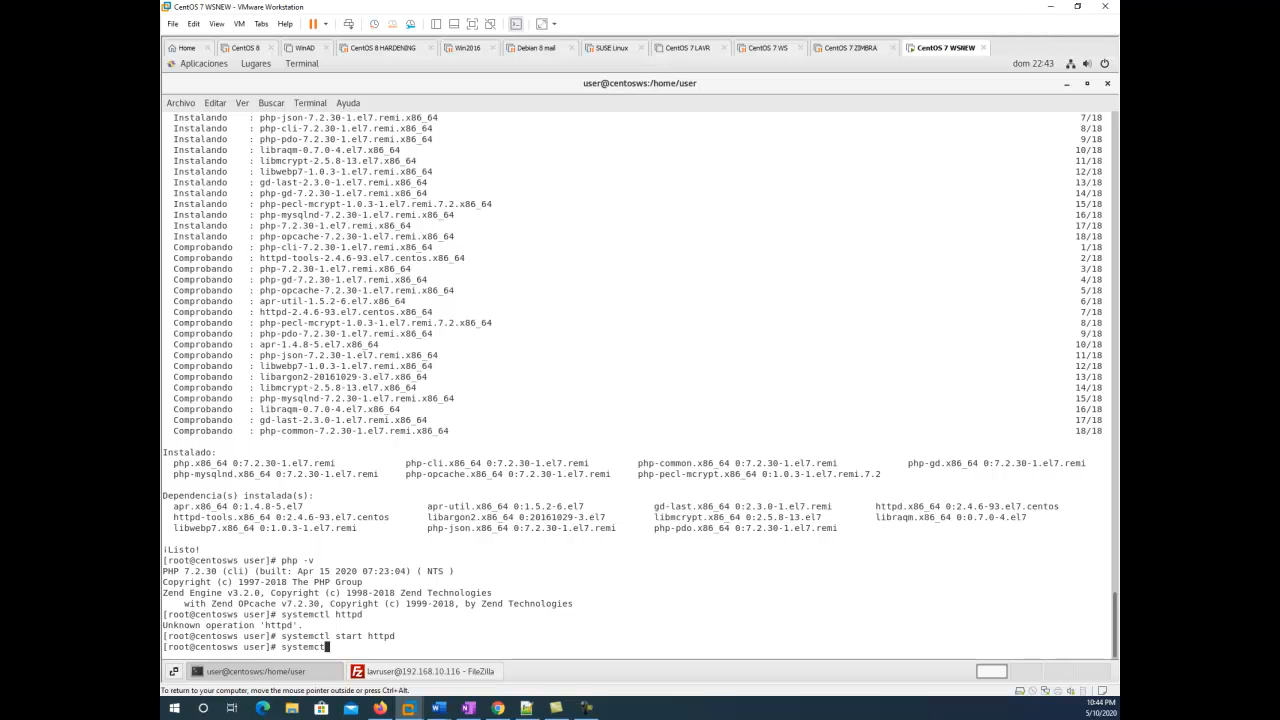 CentOS 7 WSNEW - VMware Workstation
File Edit View VM Tabs Help
Home CentOS 8 WinAD CentOS 8 HARDENING Win2016 Debian 8 mail SUSE Linux CentOS 7 LAVR CentOS 7 WS CentOS 7 ZIMBRA CentOS 7 WSNEW
Aplicaciones Lugares Terminal dom 22:43
user@centosws:/home/user
Archivo Editar Ver Buscar Terminal Ayuda
Instalando : php-json-7.2.30-1.el7.remi.x86_64 7/18
Instalando : php-cli-7.2.30-1.el7.remi.x86_64 8/18
Instalando : php-pdo-7.2.30-1.el7.remi.x86_64 9/18
Instalando : libraqm-0.7.0-4.el7.x86_64 10/18
Instalando : libmcrypt-2.5.8-13.el7.x86_64 11/18
Instalando : libwebp7-1.0.3-1.el7.remi.x86_64 12/18
Instalando : gd-last-2.3.0-1.el7.remi.x86_64 13/18
Instalando : php-gd-7.2.30-1.el7.remi.x86_64 14/18
Instalando : php-pecl-mcrypt-1.0.3-1.el7.remi.7.2.x86_64 15/18
Instalando : php-mysqlnd-7.2.30-1.el7.remi.x86_64 16/18
Instalando : php-7.2.30-1.el7.remi.x86_64 17/18
Instalando : php-opcache-7.2.30-1.el7.remi.x86_64 18/18
Comprobando : php-cli-7.2.30-1.el7.remi.x86_64 1/18
Comprobando : httpd-tools-2.4.6-93.el7.centos.x86_64 2/18
Comprobando : php-7.2.30-1.el7.remi.x86_64 3/18
Comprobando : php-gd-7.2.30-1.el7.remi.x86_64 4/18
Comprobando : php-opcache-7.2.30-1.el7.remi.x86_64 5/18
Comprobando : apr-util-1.5.2-6.el7.x86_64 6/18
Comprobando : httpd-2.4.6-93.el7.centos.x86_64 7/18
Comprobando : php-pecl-mcrypt-1.0.3-1.el7.remi.7.2.x86_64 8/18
Comprobando : php-pdo-7.2.30-1.el7.remi.x86_64 9/18
Comprobando : apr-1.4.8-5.el7.x86_64 10/18
Comprobando : php-json-7.2.30-1.el7.remi.x86_64 11/18
Comprobando : libwebp7-1.0.3-1.el7.remi.x86_64 12/18
Comprobando : libargon2-20161029-3.el7.x86_64 13/18
Comprobando : libmcrypt-2.5.8-13.el7.x86_64 14/18
Comprobando : php-mysqlnd-7.2.30-1.el7.remi.x86_64 15/18
Comprobando : libraqm-0.7.0-4.el7.x86_64 16/18
Comprobando : gd-last-2.3.0-1.el7.remi.x86_64 17/18
Comprobando : php-common-7.2.30-1.el7.remi.x86_64 18/18
Instalado:
php.x86_64 0:7.2.30-1.el7.remi php-cli.x86_64 0:7.2.30-1.el7.remi php-common.x86_64 0:7.2.30-1.el7.remi php-gd.x86_64 0:7.2.30-1.el7.remi
php-mysqlnd.x86_64 0:7.2.30-1.el7.remi php-opcache.x86_64 0:7.2.30-1.el7.remi php-pecl-mcrypt.x86_64 0:1.0.3-1.el7.remi.7.2
Dependencia(s) instalada(s):
apr.x86_64 0:1.4.8-5.el7 apr-util.x86_64 0:1.5.2-6.el7 gd-last.x86_64 0:2.3.0-1.el7.remi httpd.x86_64 0:2.4.6-93.el7.centos
httpd-tools.x86_64 0:2.4.6-93.el7.centos libargon2.x86_64 0:20161029-3.el7 libmcrypt.x86_64 0:2.5.8-13.el7 libraqm.x86_64 0:0.7.0-4.el7
libwebp7.x86_64 0:1.0.3-1.el7.remi php-json.x86_64 0:7.2.30-1.el7.remi php-pdo.x86_64 0:7.2.30-1.el7.remi
¡Listo!
[root@centosws user]# php -v
PHP 7.2.30 (cli) (built: Apr 15 2020 07:23:04) ( NTS )
Copyright (c) 1997-2018 The PHP Group
Zend Engine v3.2.0, Copyright (c) 1998-2018 Zend Technologies
with Zend OPcache v7.2.30, Copyright (c) 1999-2018, by Zend Technologies
[root@centosws user]# systemctl httpd
Unknown operation 'httpd'.
[root@centosws user]# systemctl start httpd
[root@centosws user]# systemct
user@centosws:/home/user lavruser@192.168.10.116 - FileZilla
To return to your computer, move the mouse pointer outside or press Ctrl+Alt.
10:44 PM
5/10/2020